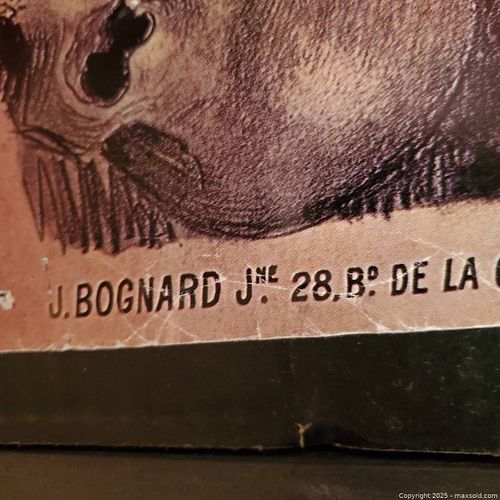 J. BOGNARD Jᴺᴱ. 28, Bᴰ. DE LA
Copyright 2025 - maxsold.com